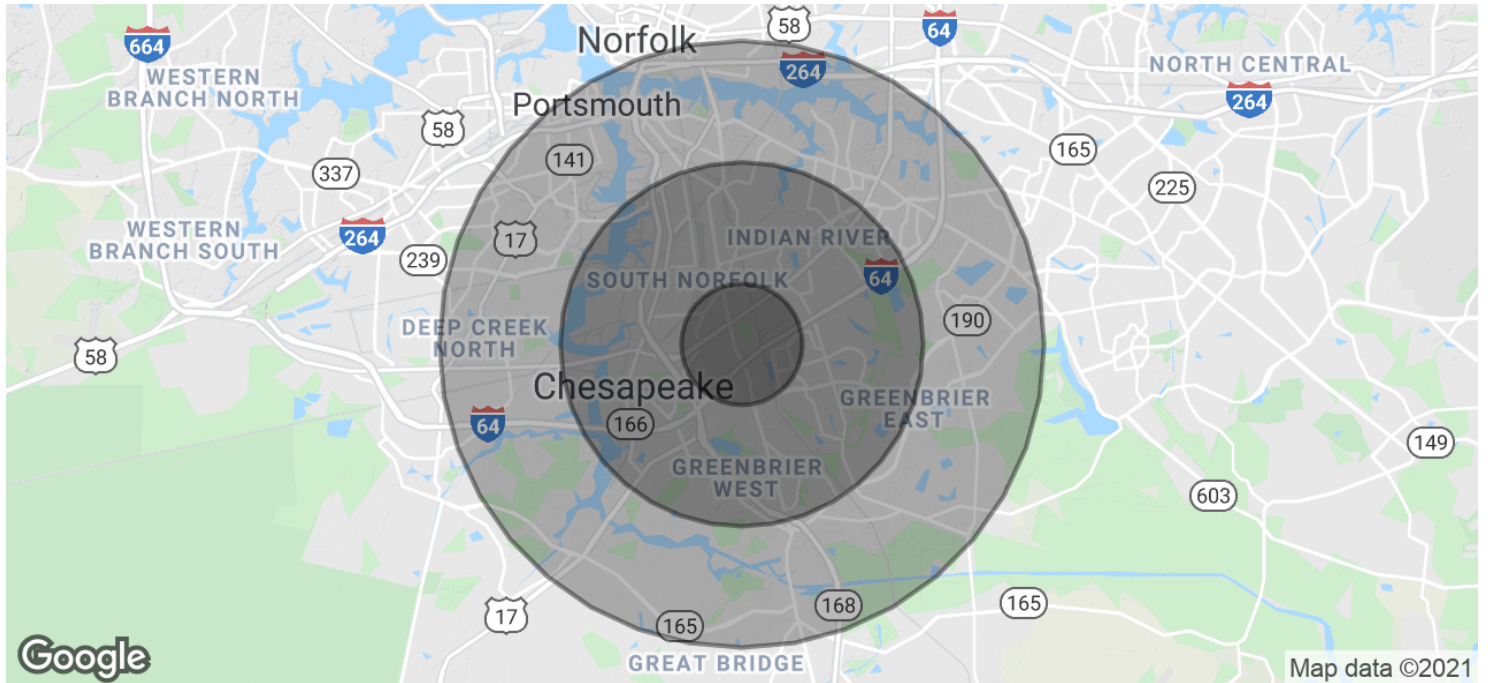 58
64
664
Norfolk
264
NORTH CENTRAL
WESTERN
BRANCH NORTH
264
Portsmouth
58
165
141
337
225
WESTERN
BRANCH SOUTH
264
17
INDIAN RIVER
239
SOUTH NORFOLK
64
190
DEEP CREEK
NORTH
58
Chesapeake
GREENBRIER
EAST
64
166
149
GREENBRIER
WEST
603
17
165
168
165
GREAT BRIDGE
Google
Map data ©2021